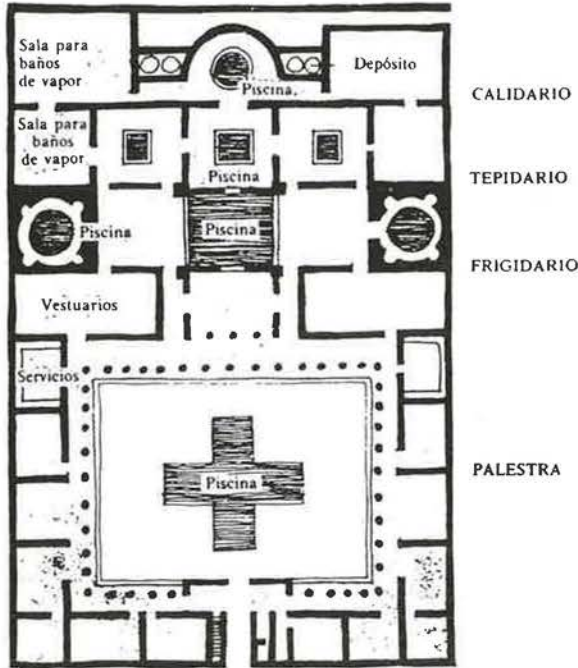 Sala para
baños
de vapor
Depósito
Piscina,
CALIDARIO
Sala para
baños
de vapor
Piscina
TEPIDARIO
Piscina
Piscina
FRIGIDARIO
Vestuarios
Servicios
Piscina
PALESTRA